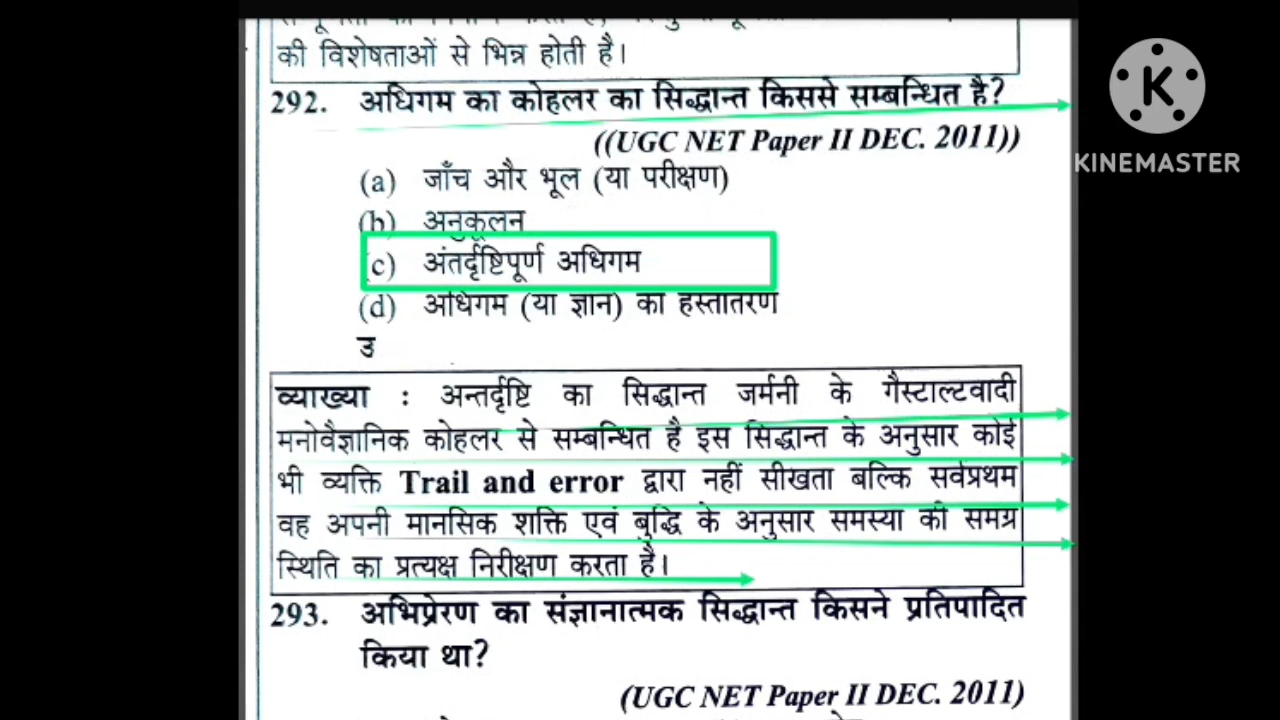 की विशेषताओं से भिन्न होती है।
292. अधिगम का कोहलर का सिद्धान्त किससे सम्बन्धित है?
((UGC NET Paper II DEC. 2011))
(a) जाँच और भूल (या परीक्षण)
(b) अनुकूलन
(c) अंतर्दृष्टिपूर्ण अधिगम
(d) अधिगम (या ज्ञान) का हस्तातरण
उ
व्याख्या : अन्तर्दृष्टि का सिद्धान्त जर्मनी के गैस्टाल्टवादी
मनोवैज्ञानिक कोहलर से सम्बन्धित है इस सिद्धान्त के अनुसार कोई
भी व्यक्ति Trail and error द्वारा नहीं सीखता बल्कि सर्वप्रथम
वह अपनी मानसिक शक्ति एवं बुद्धि के अनुसार समस्या की समग्र
स्थिति का प्रत्यक्ष निरीक्षण करता है।
293. अभिप्रेरण का संज्ञानात्मक सिद्धान्त किसने प्रतिपादित
किया था?
(UGC NET Paper II DEC. 2011)
K
KINEMASTER